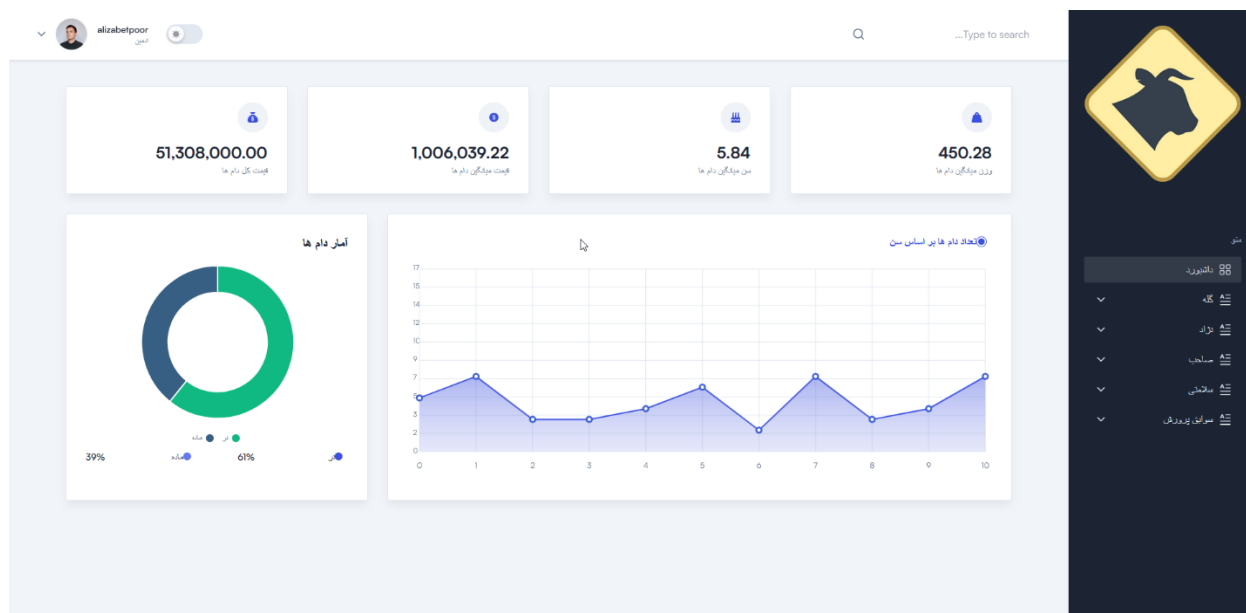 ...Type to search
alizabetpoor
ادمین
منو
داشبورد
گله
نژاد
صاحب
سلامتی
سوابق پرورش
450.28
وزن میانگین دام ها
5.84
سن میانگین دام ها
1,006,039.22
قیمت میانگین دام ها
51,308,000.00
قیمت کل دام ها
تعداد دام ها بر اساس سن
17
15
14
12
10
9
7
5
3
2
0
0 1 2 3 4 5 6 7 8 9 10
آمار دام ها
نر ماده
نر 61% ماده 39%